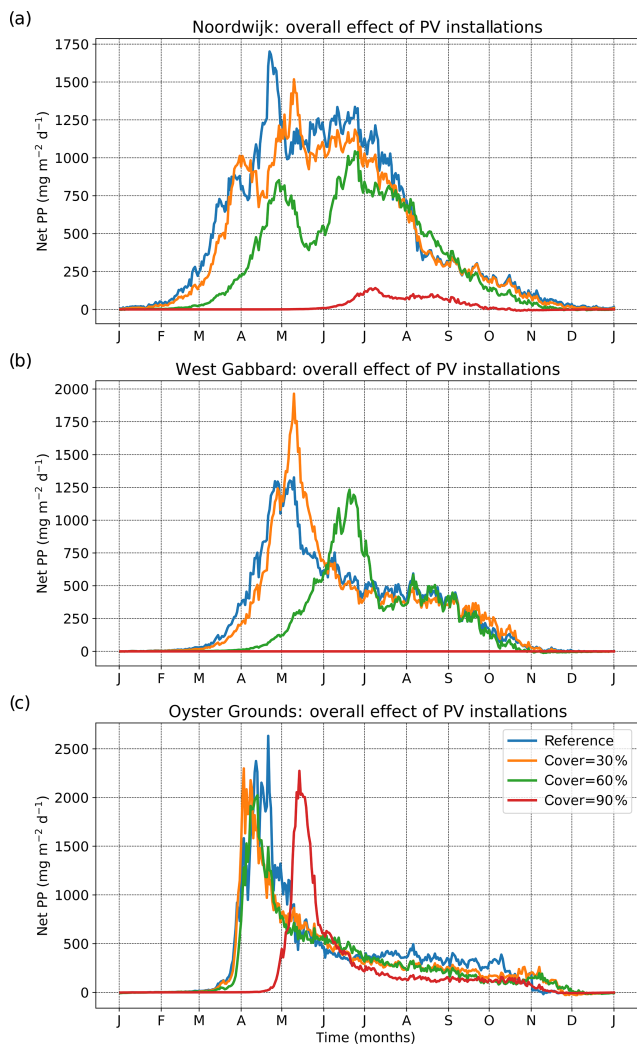 (a)
Noordwijk: overall effect of PV installations
Net PP (mg m⁻² d⁻¹)
1750
1500
1250
1000
750
500
250
0
J F M A M J J A S O N D J
(b)
West Gabbard: overall effect of PV installations
Net PP (mg m⁻² d⁻¹)
2000
1750
1500
1250
1000
750
500
250
0
J F M A M J J A S O N D J
(c)
Oyster Grounds: overall effect of PV installations
Net PP (mg m⁻² d⁻¹)
2500
2000
1500
1000
500
0
Reference
Cover=30%
Cover=60%
Cover=90%
J F M A M J J A S O N D J
Time (months)